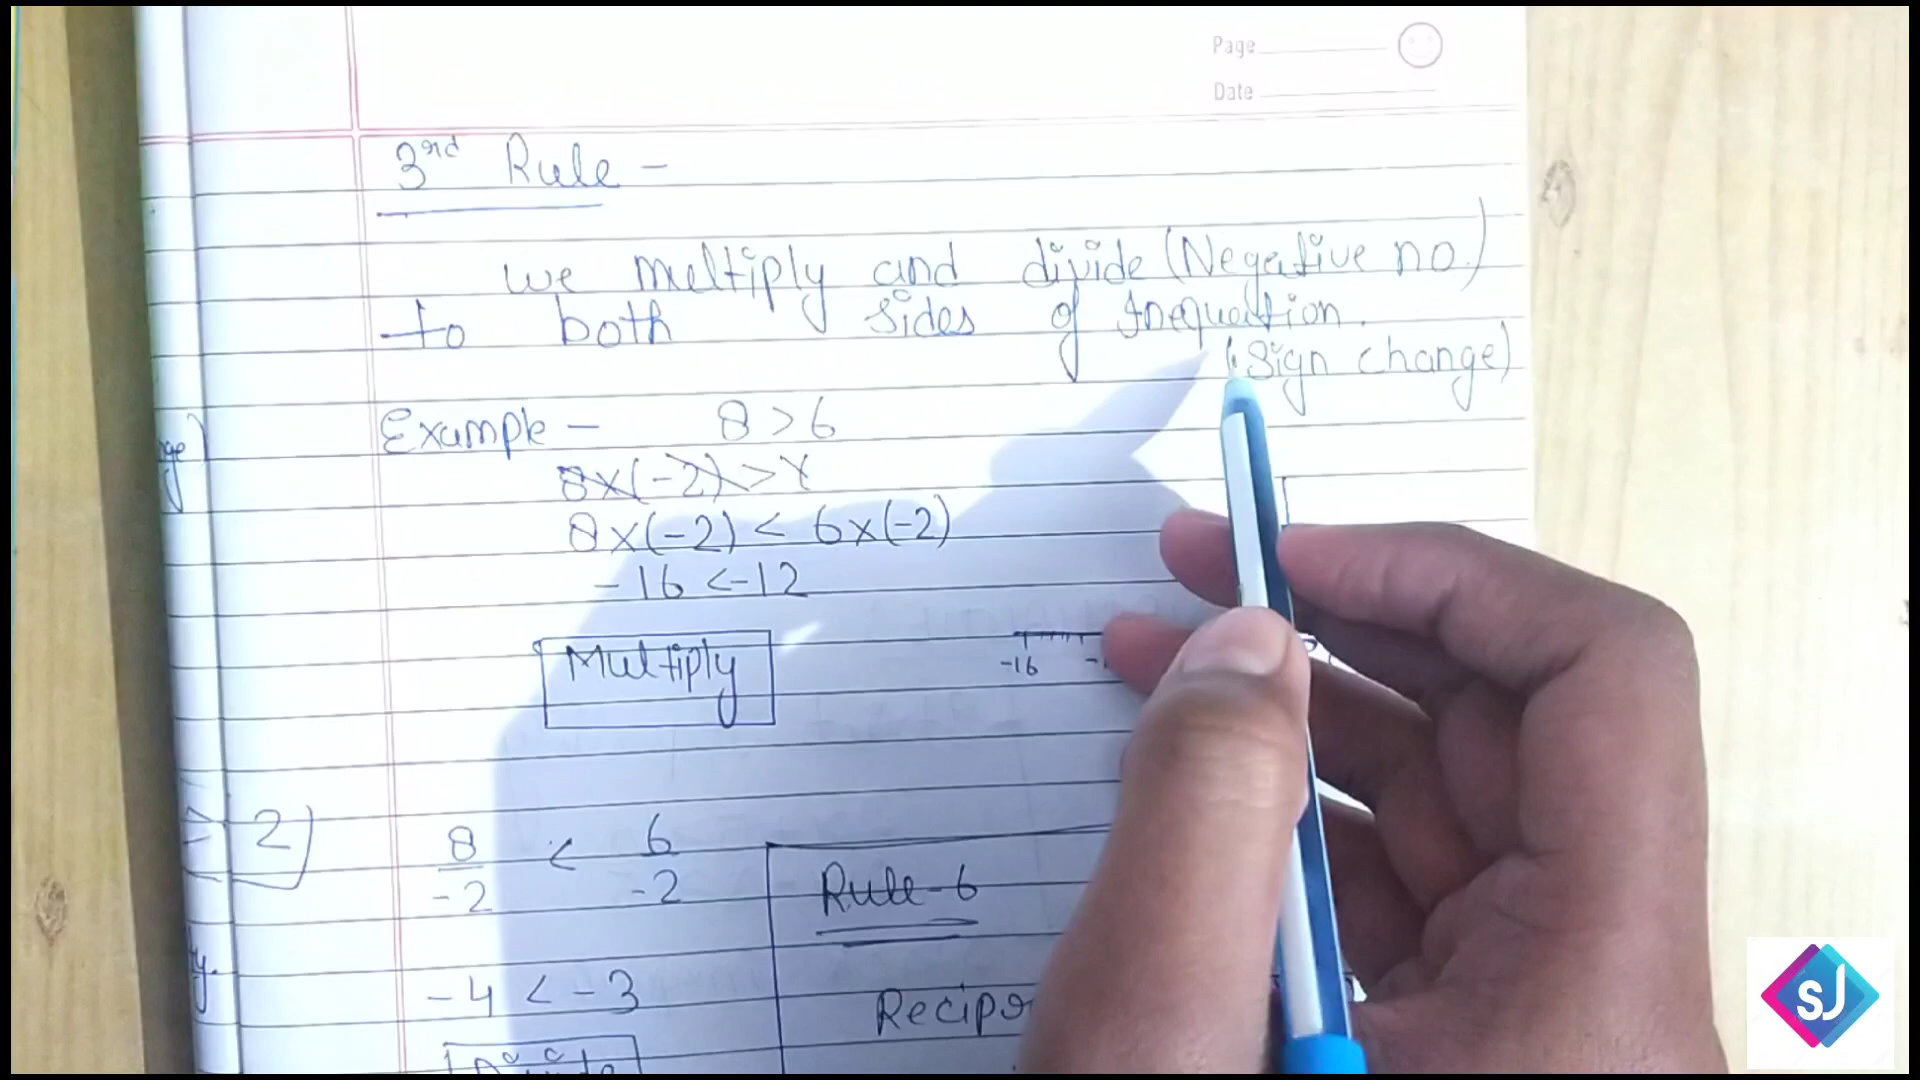 Page
Date
3rd Rule -
we multiply and divide (Negative no.)
to both sides of Inequation.
(Sign change)
Example - 8 > 6
8x(-2) >
8x(-2) < 6x(-2)
-16 < -12
Multiply
-16
8/-2 < 6/-2
-4 < -3
2)
Rule-6
SJ